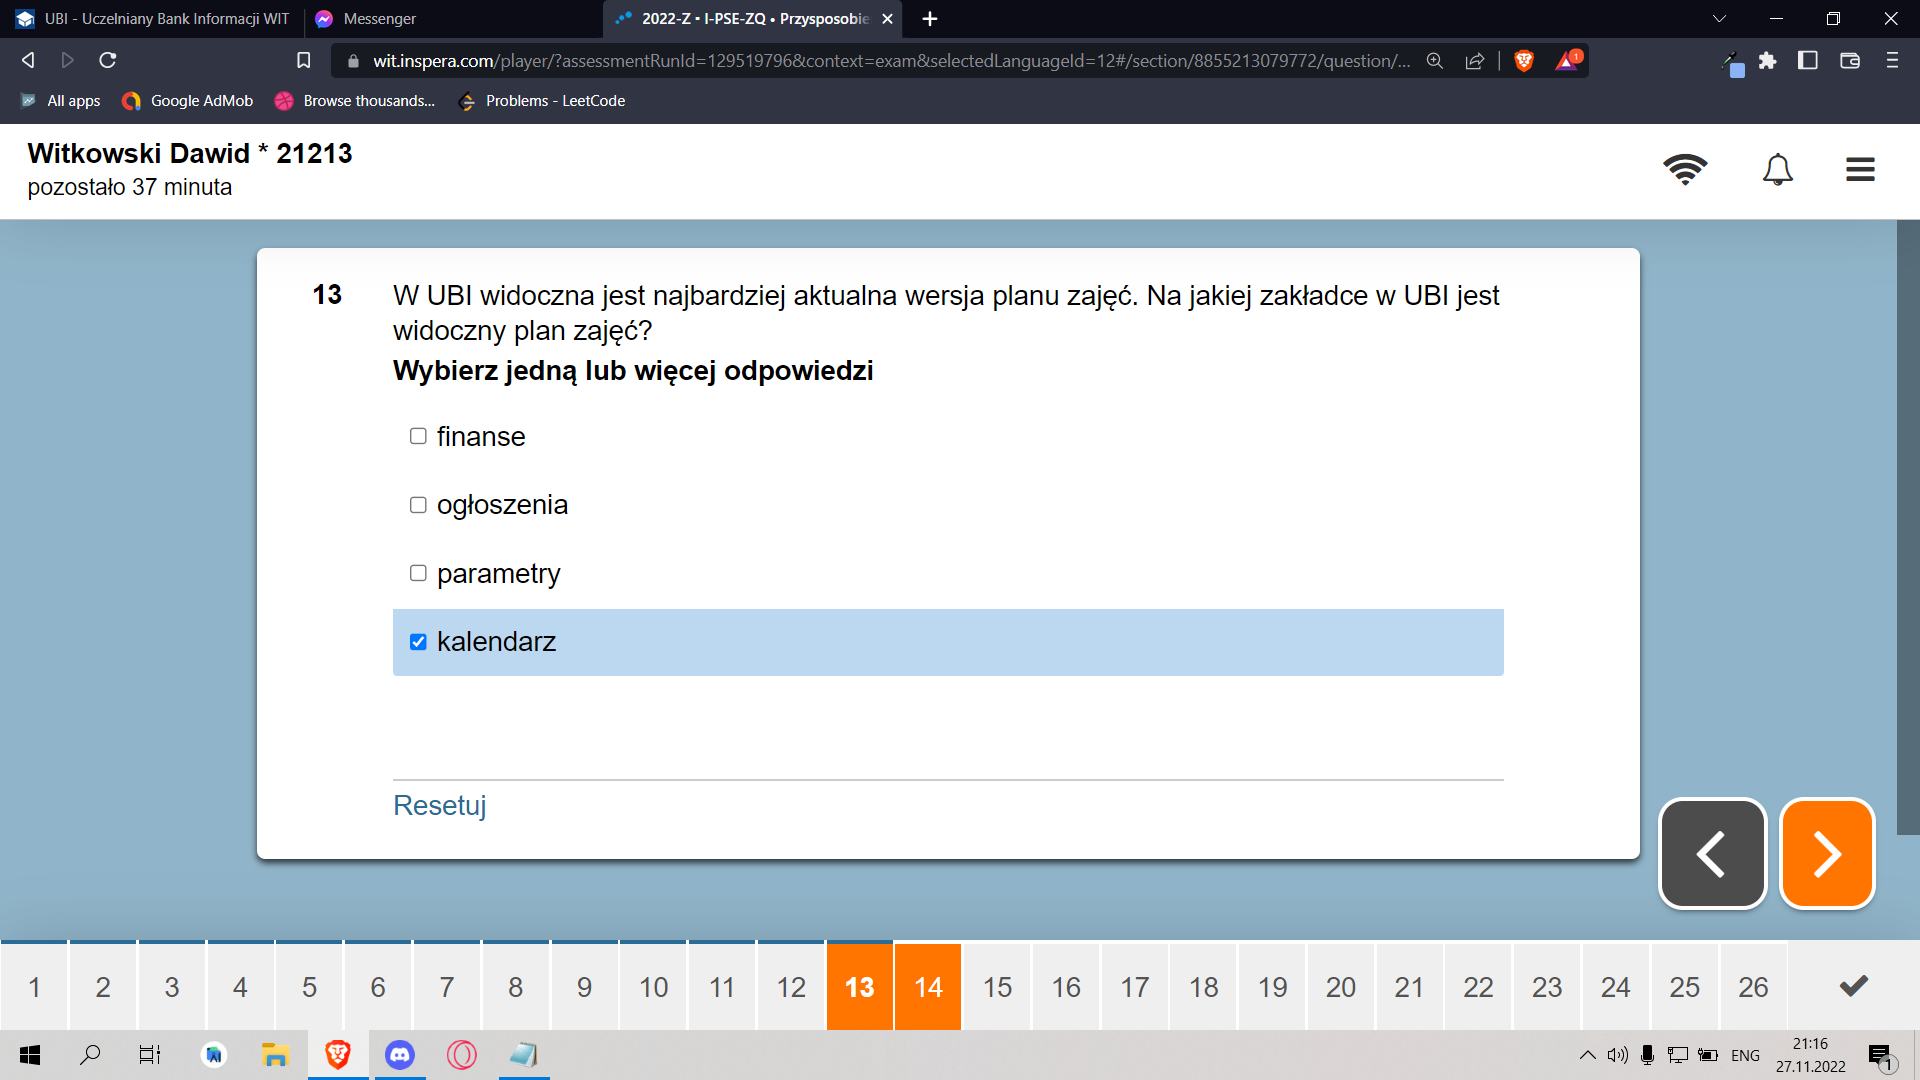 UBI - Uczelniany Bank Informacji WIT
Messenger
2022-Z • I-PSE-ZQ • Przysposobie
wit.inspera.com/player/?assessmentRunId=129519796&context=exam&selectedLanguageId=12#/section/8855213079772/question/...
1
All apps
Google AdMob
Browse thousands...
Problems - LeetCode
Witkowski Dawid * 21213
pozostało 37 minuta
13
W UBI widoczna jest najbardziej aktualna wersja planu zajęć. Na jakiej zakładce w UBI jest
widoczny plan zajęć?
Wybierz jedną lub więcej odpowiedzi
finanse
ogłoszenia
parametry
kalendarz
Resetuj
1 2 3 4 5 6 7 8 9 10 11 12 13 14 15 16 17 18 19 20 21 22 23 24 25 26
ENG
21:16
27.11.2022
1